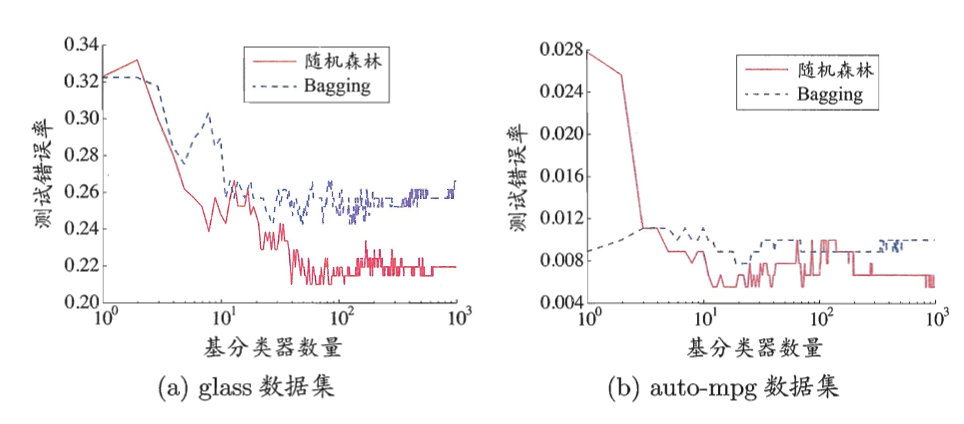 0.34
0.32
0.30
0.28
0.26
0.24
0.22
0.20
测试错误率
随机森林
Bagging
10^0
10^1
10^2
10^3
基分类器数量
(a) glass 数据集
0.028
0.024
0.020
0.016
0.012
0.008
0.004
测试错误率
随机森林
Bagging
10^0
10^1
10^2
10^3
基分类器数量
(b) auto-mpg 数据集